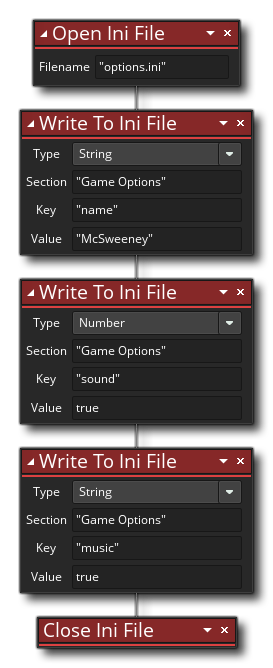 Open Ini File
Filename "options.ini"
Write To Ini File
Type String
Section "Game Options"
Key "name"
Value "McSweeney"
Write To Ini File
Type Number
Section "Game Options"
Key "sound"
Value true
Write To Ini File
Type String
Section "Game Options"
Key "music"
Value true
Close Ini File